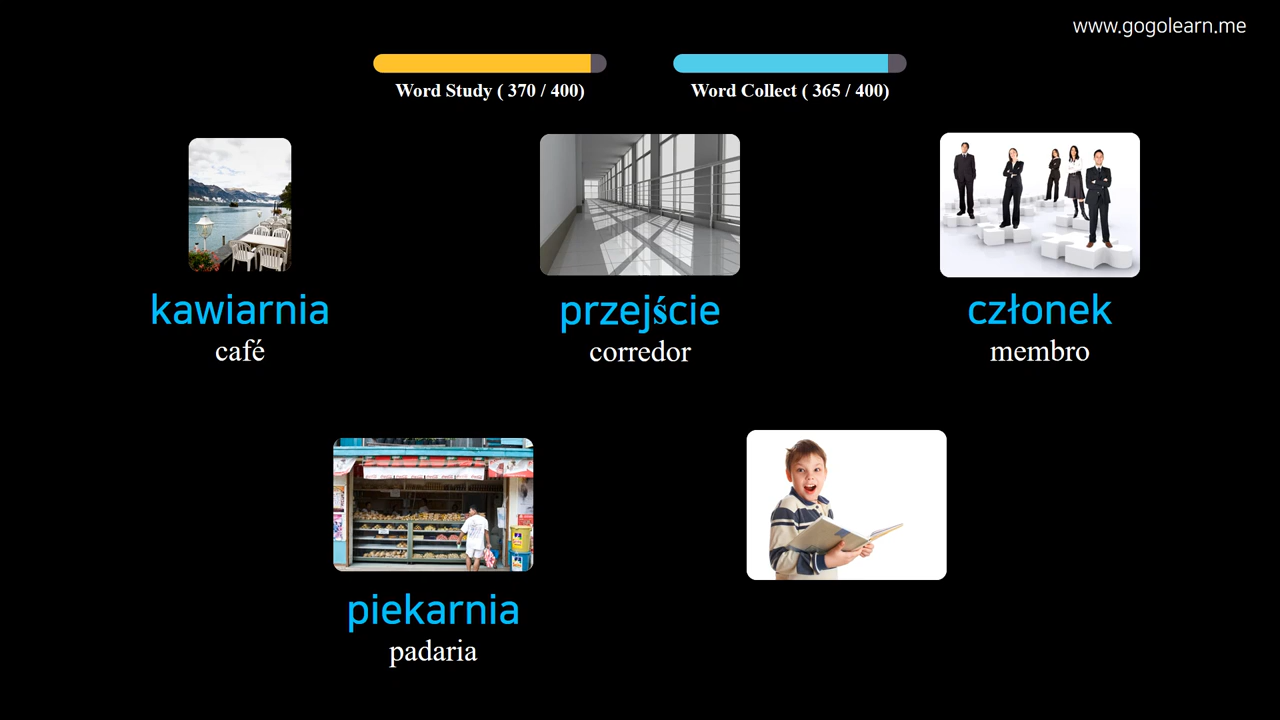 www.gogolearn.me
Word Study ( 370 / 400)
Word Collect ( 365 / 400)
kawiarnia
café
przejście
corredor
członek
membro
piekarnia
padaria